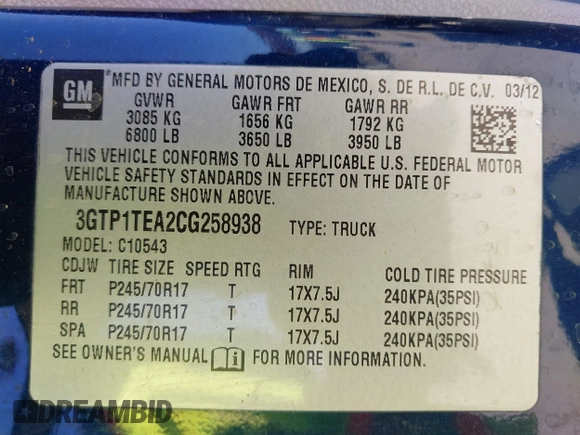 GM MFD BY GENERAL MOTORS DE MEXICO, S. DE R.L. DE C.V. 03/12
GVWR GAWR FRT GAWR RR
3085 KG 1656 KG 1792 KG
6800 LB 3650 LB 3950 LB
THIS VEHICLE CONFORMS TO ALL APPLICABLE U.S. FEDERAL MOTOR
VEHICLE SAFETY STANDARDS IN EFFECT ON THE DATE OF
MANUFACTURE SHOWN ABOVE.
3GTP1TEA2CG258938 TYPE: TRUCK
MODEL: C10543
CDJW TIRE SIZE SPEED RTG RIM COLD TIRE PRESSURE
FRT P245/70R17 T 17X7.5J 240KPA(35PSI)
RR P245/70R17 T 17X7.5J 240KPA(35PSI)
SPA P245/70R17 T 17X7.5J 240KPA(35PSI)
SEE OWNER'S MANUAL FOR MORE INFORMATION.
DREAMBID